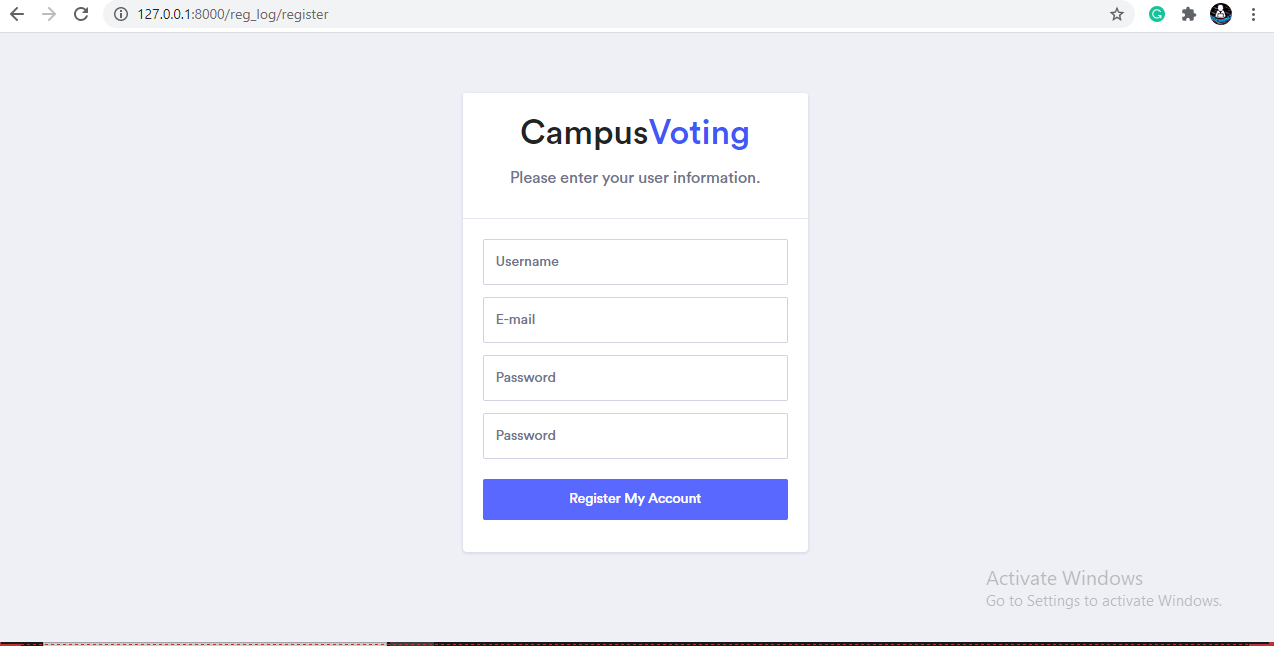 127.0.0.1:8000/reg_log/register
CampusVoting
Please enter your user information.
Username
E-mail
Password
Password
Register My Account
Activate Windows
Go to Settings to activate Windows.